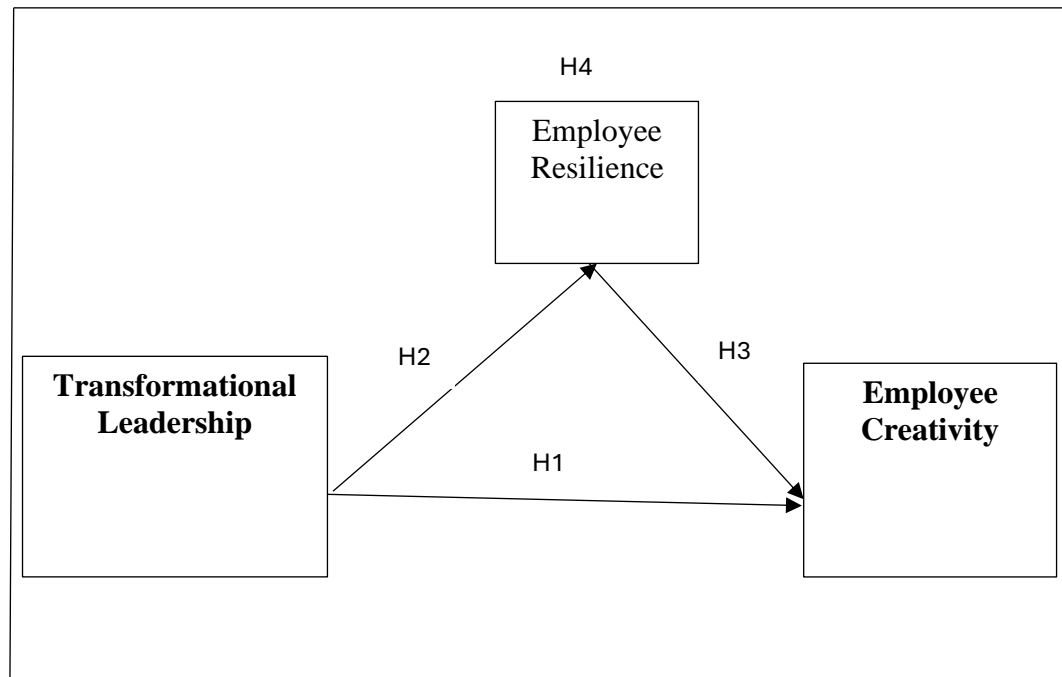 H4
Employee
Resilience
H2
H3
Transformational
Leadership
Employee
Creativity
H1